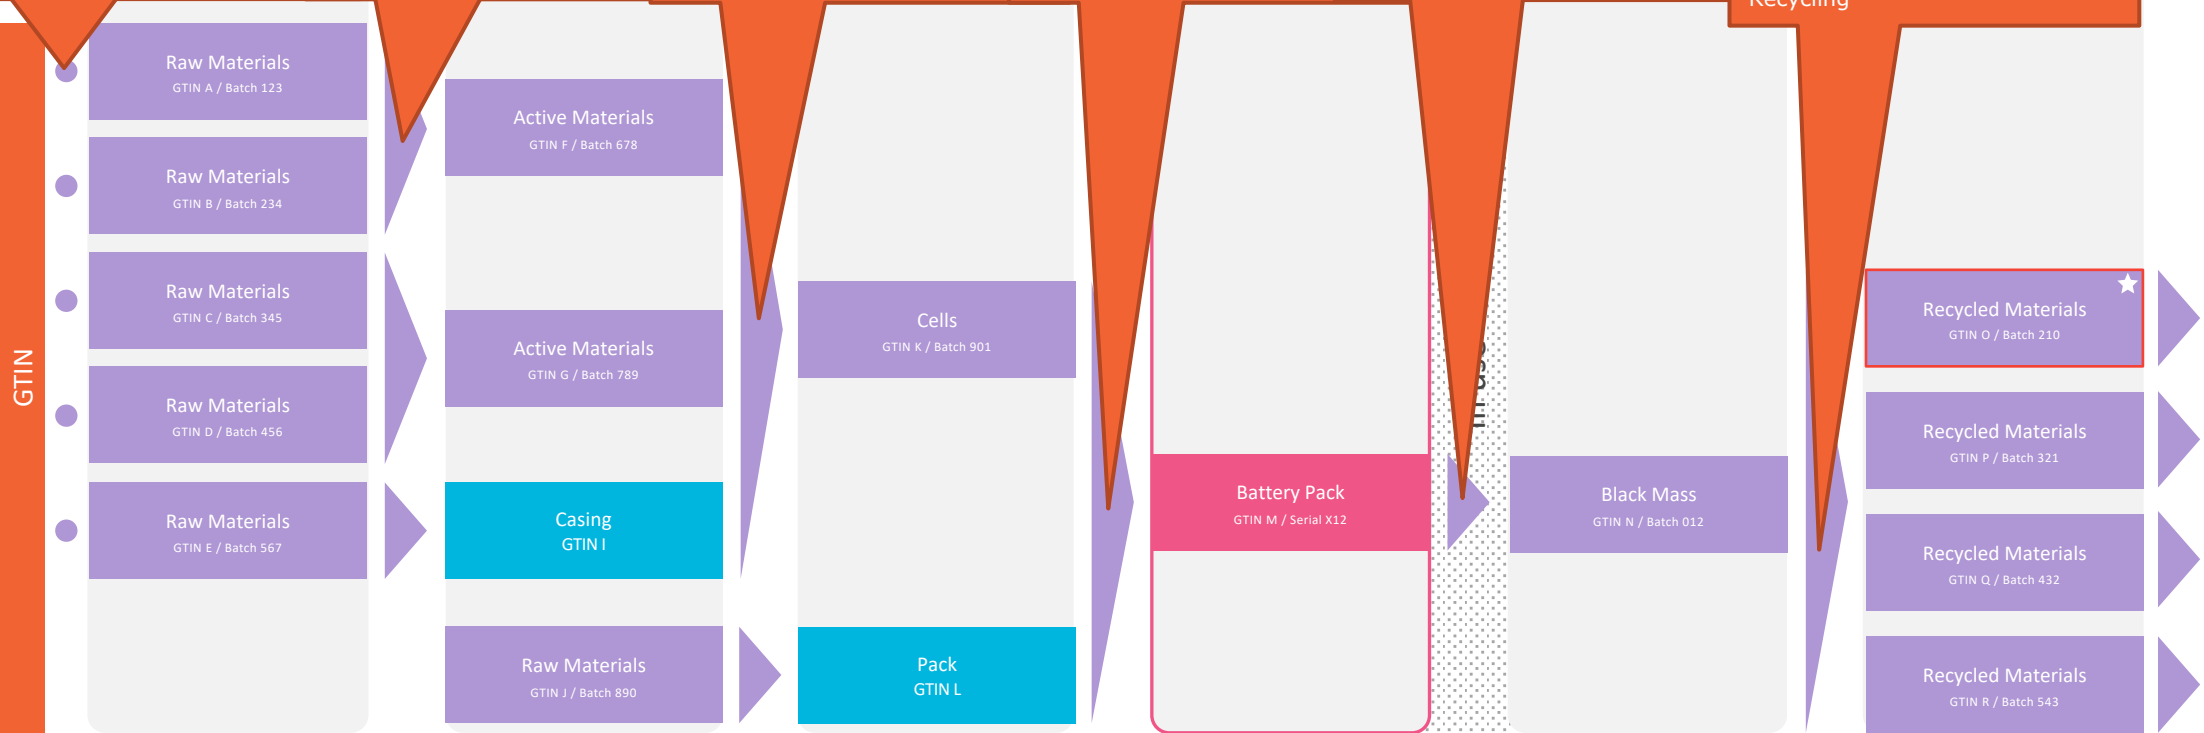 Recycling
GTIN
Raw Materials
GTIN A / Batch 123
Raw Materials
GTIN B / Batch 234
Raw Materials
GTIN C / Batch 345
Raw Materials
GTIN D / Batch 456
Raw Materials
GTIN E / Batch 567
Active Materials
GTIN F / Batch 678
Active Materials
GTIN G / Batch 789
Casing
GTIN I
Raw Materials
GTIN J / Batch 890
Cells
GTIN K / Batch 901
Pack
GTIN L
Battery Pack
GTIN M / Serial X12
Black Mass
GTIN N / Batch 012
Recycled Materials
GTIN O / Batch 210
Recycled Materials
GTIN P / Batch 321
Recycled Materials
GTIN Q / Batch 432
Recycled Materials
GTIN R / Batch 543